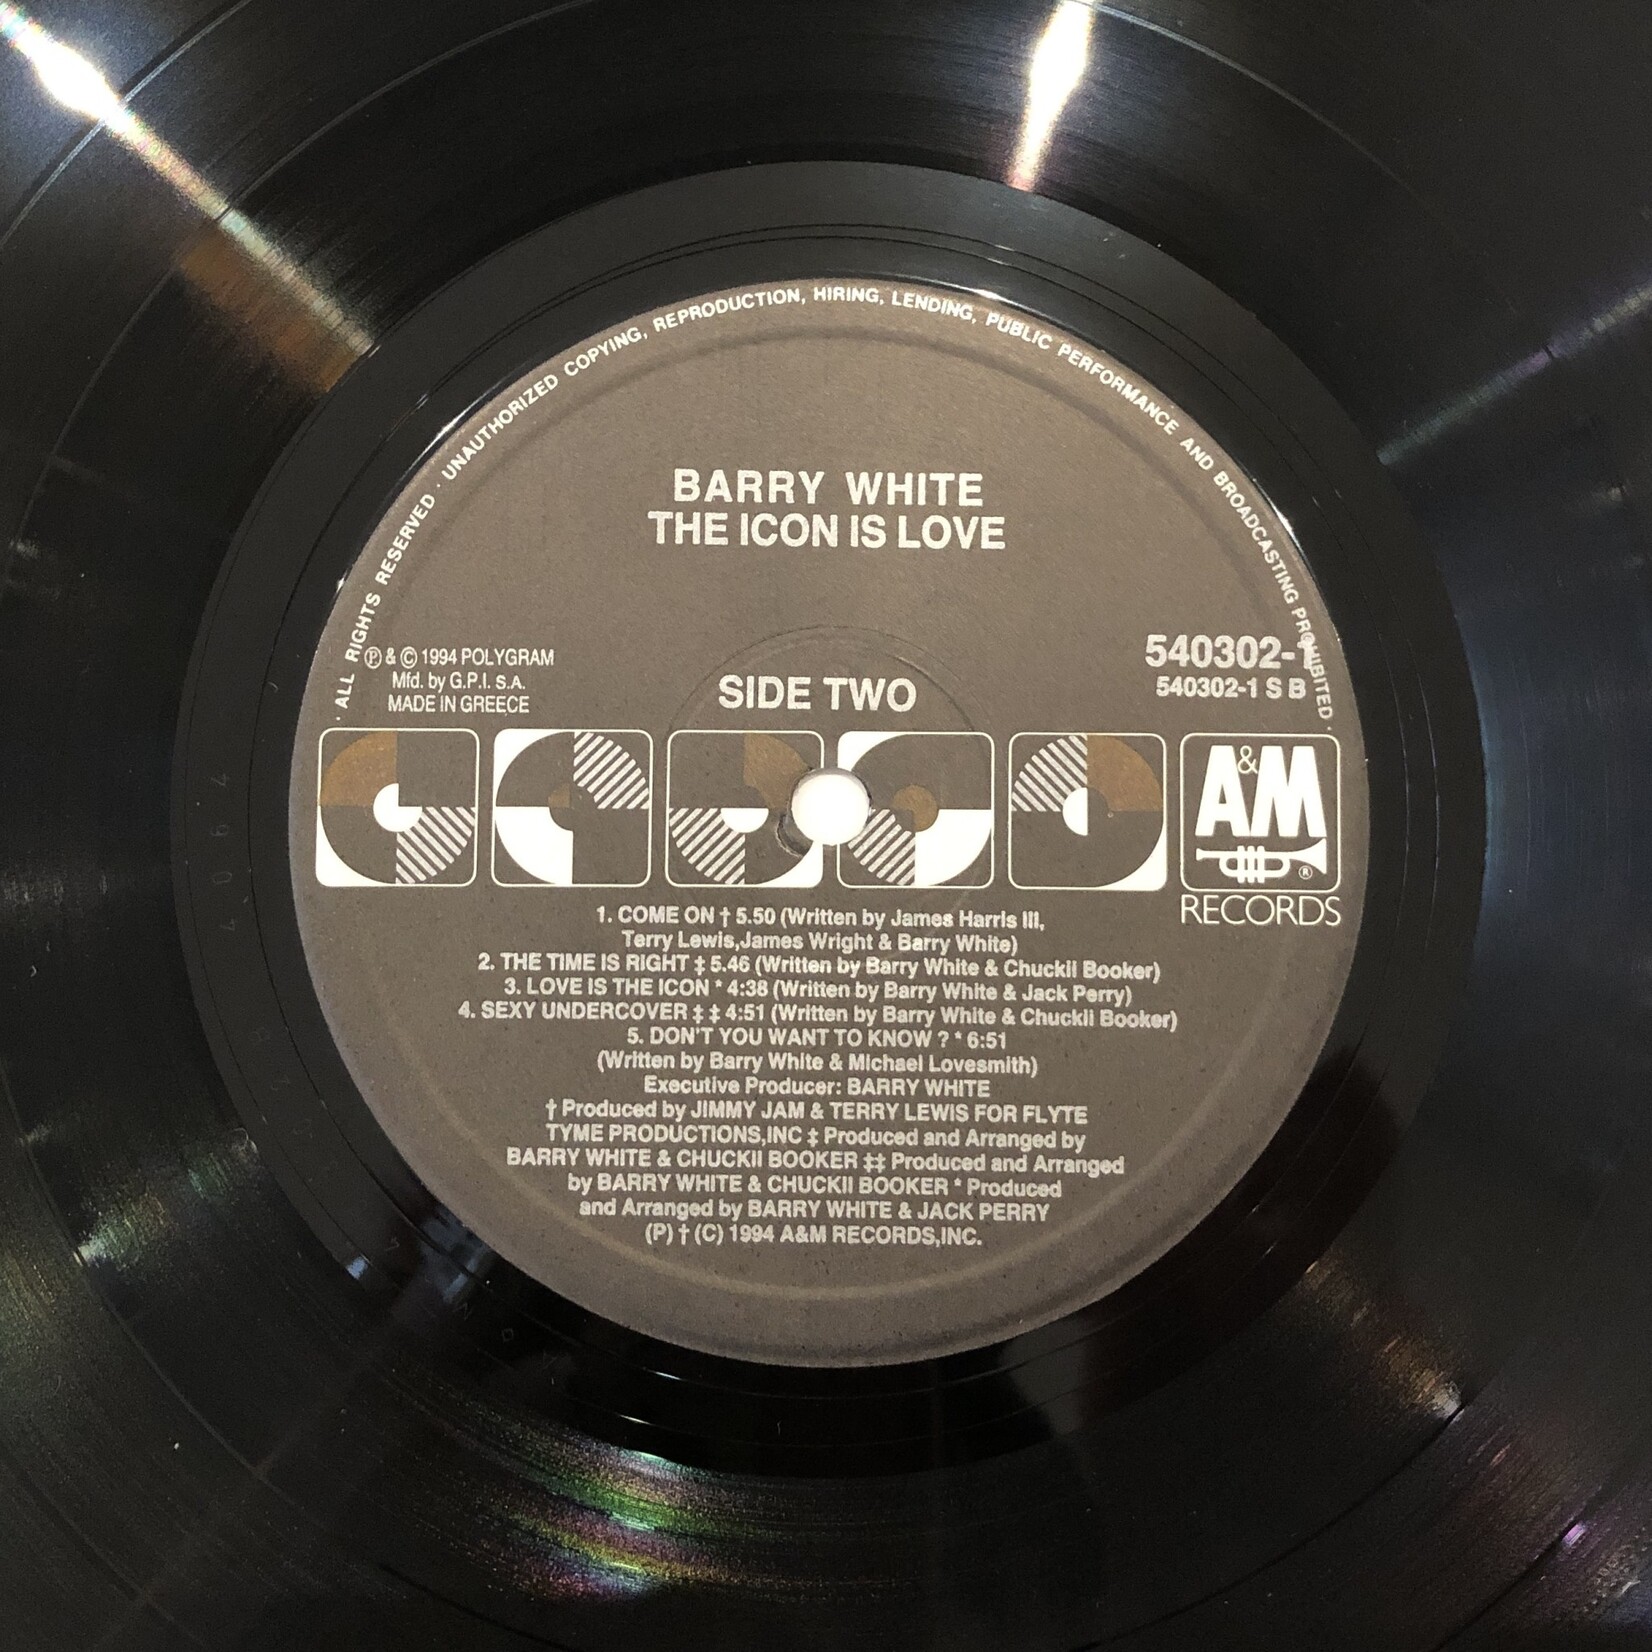 · ALL RIGHTS RESERVED · UNAUTHORIZED COPYING, REPRODUCTION, HIRING, LENDING, PUBLIC PERFORMANCE AND BROADCASTING PROHIBITED ·
BARRY WHITE
THE ICON IS LOVE
℗ & © 1994 POLYGRAM
Mfd. by G.P.I. S.A.
MADE IN GREECE
SIDE TWO
540302-1
540302-1 S B
A&M
®
RECORDS
1. COME ON † 5.50 (Written by James Harris III,
Terry Lewis,James Wright & Barry White)
2. THE TIME IS RIGHT ‡ 5.46 (Written by Barry White & Chuckii Booker)
3. LOVE IS THE ICON * 4:38 (Written by Barry White & Jack Perry)
4. SEXY UNDERCOVER ‡ ‡ 4:51 (Written by Barry White & Chuckii Booker)
5. DON'T YOU WANT TO KNOW ? * 6:51
(Written by Barry White & Michael Lovesmith)
Executive Producer: BARRY WHITE
† Produced by JIMMY JAM & TERRY LEWIS FOR FLYTE
TYME PRODUCTIONS,INC ‡ Produced and Arranged by
BARRY WHITE & CHUCKII BOOKER ‡‡ Produced and Arranged
by BARRY WHITE & CHUCKII BOOKER * Produced
and Arranged by BARRY WHITE & JACK PERRY
(P) † (C) 1994 A&M RECORDS,INC.